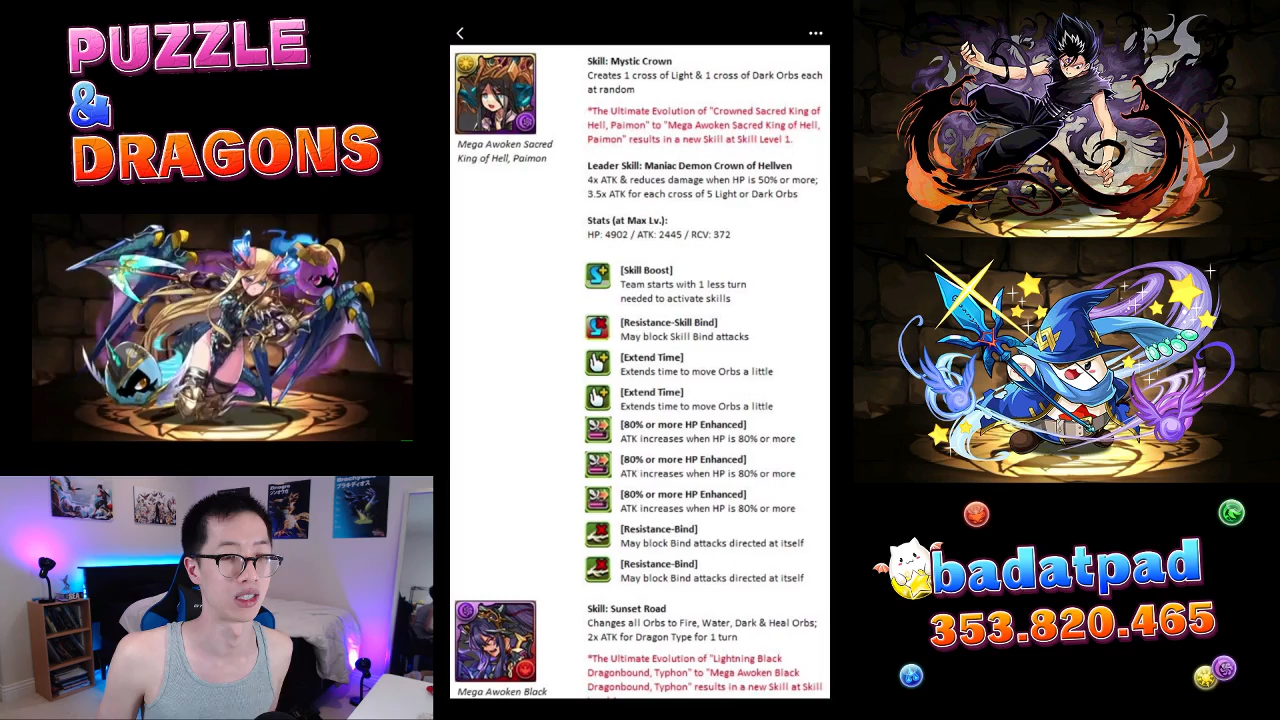 PUZZLE
&
DRAGONS
Mega Awoken Sacred
King of Hell, Paimon
Skill: Mystic Crown
Creates 1 cross of Light & 1 cross of Dark Orbs each
at random
*The Ultimate Evolution of "Crowned Sacred King of
Hell, Paimon" to "Mega Awoken Sacred King of Hell,
Paimon" results in a new Skill at Skill Level 1.
Leader Skill: Maniac Demon Crown of Hellven
4x ATK & reduces damage when HP is 50% or more;
3.5x ATK for each cross of 5 Light or Dark Orbs
Stats (at Max Lv.):
HP: 4902 / ATK: 2445 / RCV: 372
[Skill Boost]
Team starts with 1 less turn
needed to activate skills
[Resistance-Skill Bind]
May block Skill Bind attacks
[Extend Time]
Extends time to move Orbs a little
[Extend Time]
Extends time to move Orbs a little
[80% or more HP Enhanced]
ATK increases when HP is 80% or more
[80% or more HP Enhanced]
ATK increases when HP is 80% or more
[80% or more HP Enhanced]
ATK increases when HP is 80% or more
[Resistance-Bind]
May block Bind attacks directed at itself
[Resistance-Bind]
May block Bind attacks directed at itself
Mega Awoken Black
Skill: Sunset Road
Changes all Orbs to Fire, Water, Dark & Heal Orbs;
2x ATK for Dragon Type for 1 turn
*The Ultimate Evolution of "Lightning Black
Dragonbound, Typhon" to "Mega Awoken Black
Dragonbound, Typhon" results in a new Skill at Skill
badatpad
353.820.465